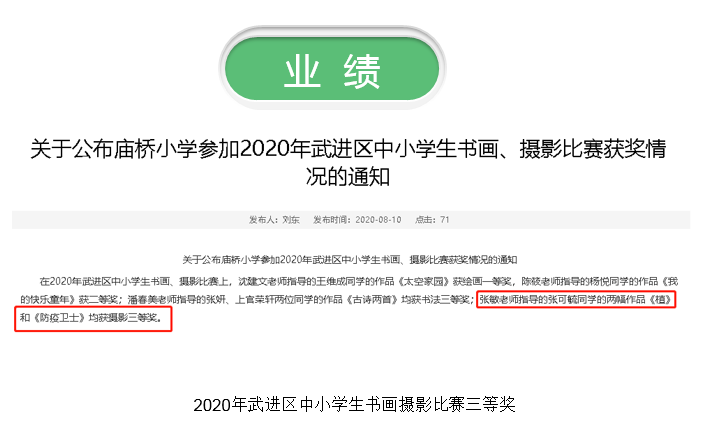 业 绩
关于公布庙桥小学参加2020年武进区中小学生书画、摄影比赛获奖情
况的通知
发布人：刘东 发布时间：2020-08-10 点击：71
关于公布庙桥小学参加2020年武进区中小学生书画、摄影比赛获奖情况的通知
在2020年武进区中小学生书画、摄影比赛上，沈建文老师指导的王维成同学的作品《太空家园》获绘画一等奖，陈荻老师指导的杨悦同学的作品《我
的快乐童年》获二等奖；潘春美老师指导的张妍、上官荣轩两位同学的作品《古诗两首》均获书法三等奖；张敏老师指导的张可毓同学的两幅作品《植》
和《防疫卫士》均获摄影三等奖。
2020年武进区中小学生书画摄影比赛三等奖